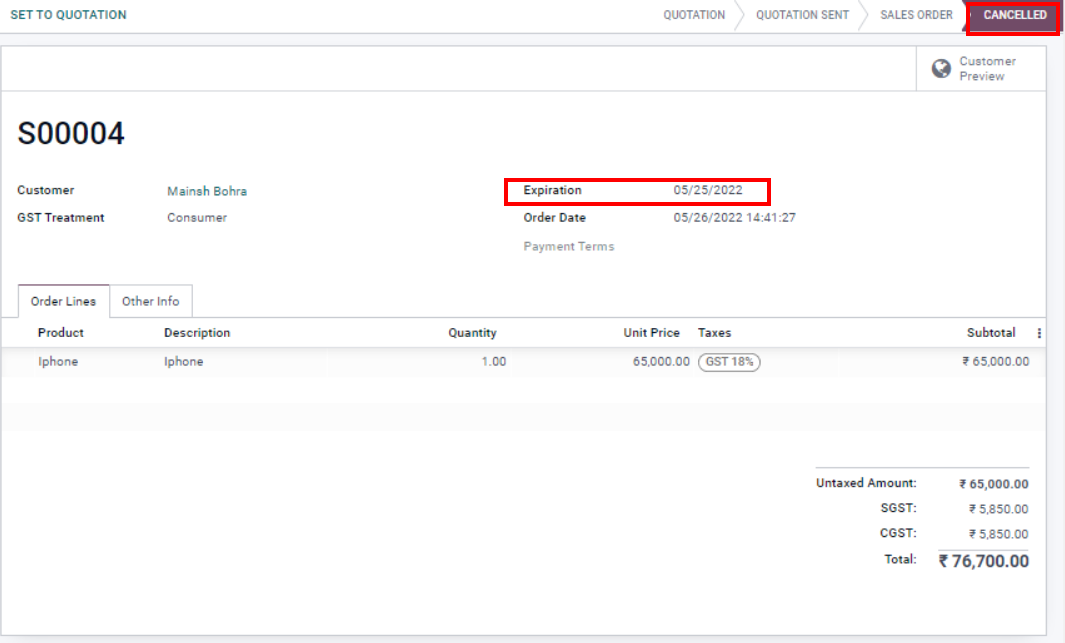 SET TO QUOTATION QUOTATION QUOTATION SENT SALES ORDER CANCELLED
Customer
Preview
S00004
Customer Mainsh Bohra Expiration 05/25/2022
GST Treatment Consumer Order Date 05/26/2022 14:41:27
Payment Terms
Order Lines Other Info
Product Description Quantity Unit Price Taxes Subtotal
Iphone Iphone 1.00 65,000.00 GST 18% ₹ 65,000.00
Untaxed Amount: ₹ 65,000.00
SGST: ₹ 5,850.00
CGST: ₹ 5,850.00
Total: ₹ 76,700.00